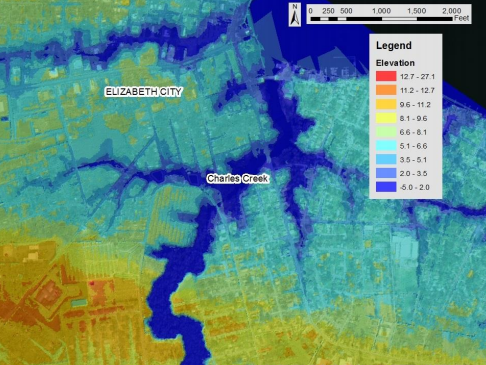 N
0 250 500 1,000 1,500 2,000
Feet
Legend
Elevation
12.7 - 27.1
11.2 - 12.7
9.6 - 11.2
8.1 - 9.6
6.6 - 8.1
5.1 - 6.6
3.5 - 5.1
2.0 - 3.5
-5.0 - 2.0
ELIZABETH CITY
Charles Creek